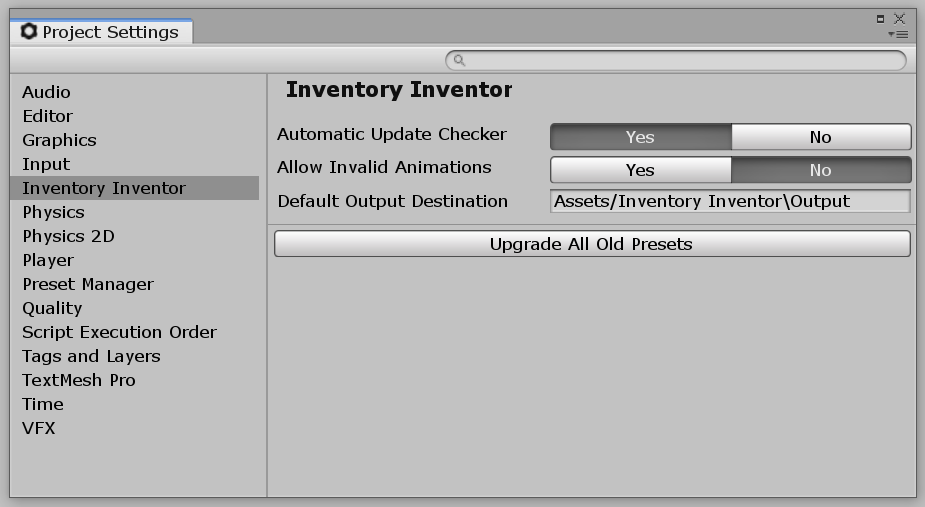 Project Settings
Audio
Editor
Graphics
Input
Inventory Inventor
Physics
Physics 2D
Player
Preset Manager
Quality
Script Execution Order
Tags and Layers
TextMesh Pro
Time
VFX
Inventory Inventor
Automatic Update Checker Yes No
Allow Invalid Animations Yes No
Default Output Destination Assets/Inventory Inventor\Output
Upgrade All Old Presets